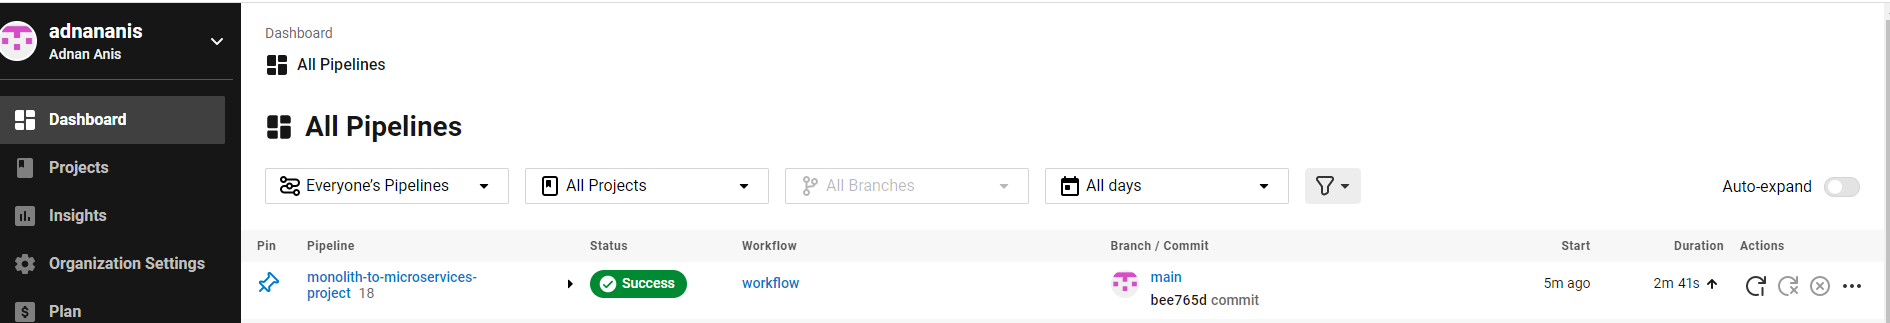 adnananis
Adnan Anis
Dashboard
Projects
Insights
Organization Settings
Plan
Dashboard
All Pipelines
All Pipelines
Everyone's Pipelines
All Projects
All Branches
All days
Auto-expand
Pin Pipeline Status Workflow Branch / Commit Start Duration Actions
monolith-to-microservices-
project 18
Success
workflow
main
bee765d commit
5m ago
2m 41s